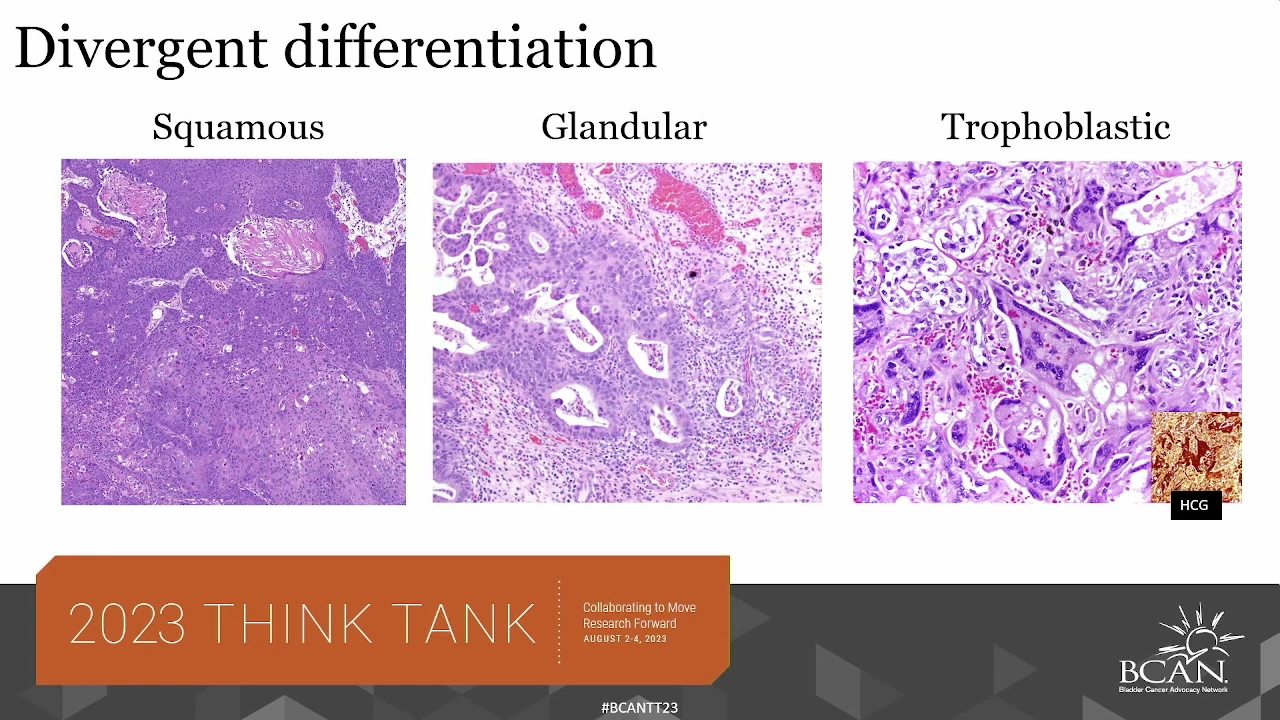 Divergent differentiation
Squamous
Glandular
Trophoblastic
HCG
2023 THINK TANK
Collaborating to Move
Research Forward
AUGUST 2-4, 2023
BCAN.
Bladder Cancer Advocacy Network
#BCANTT23